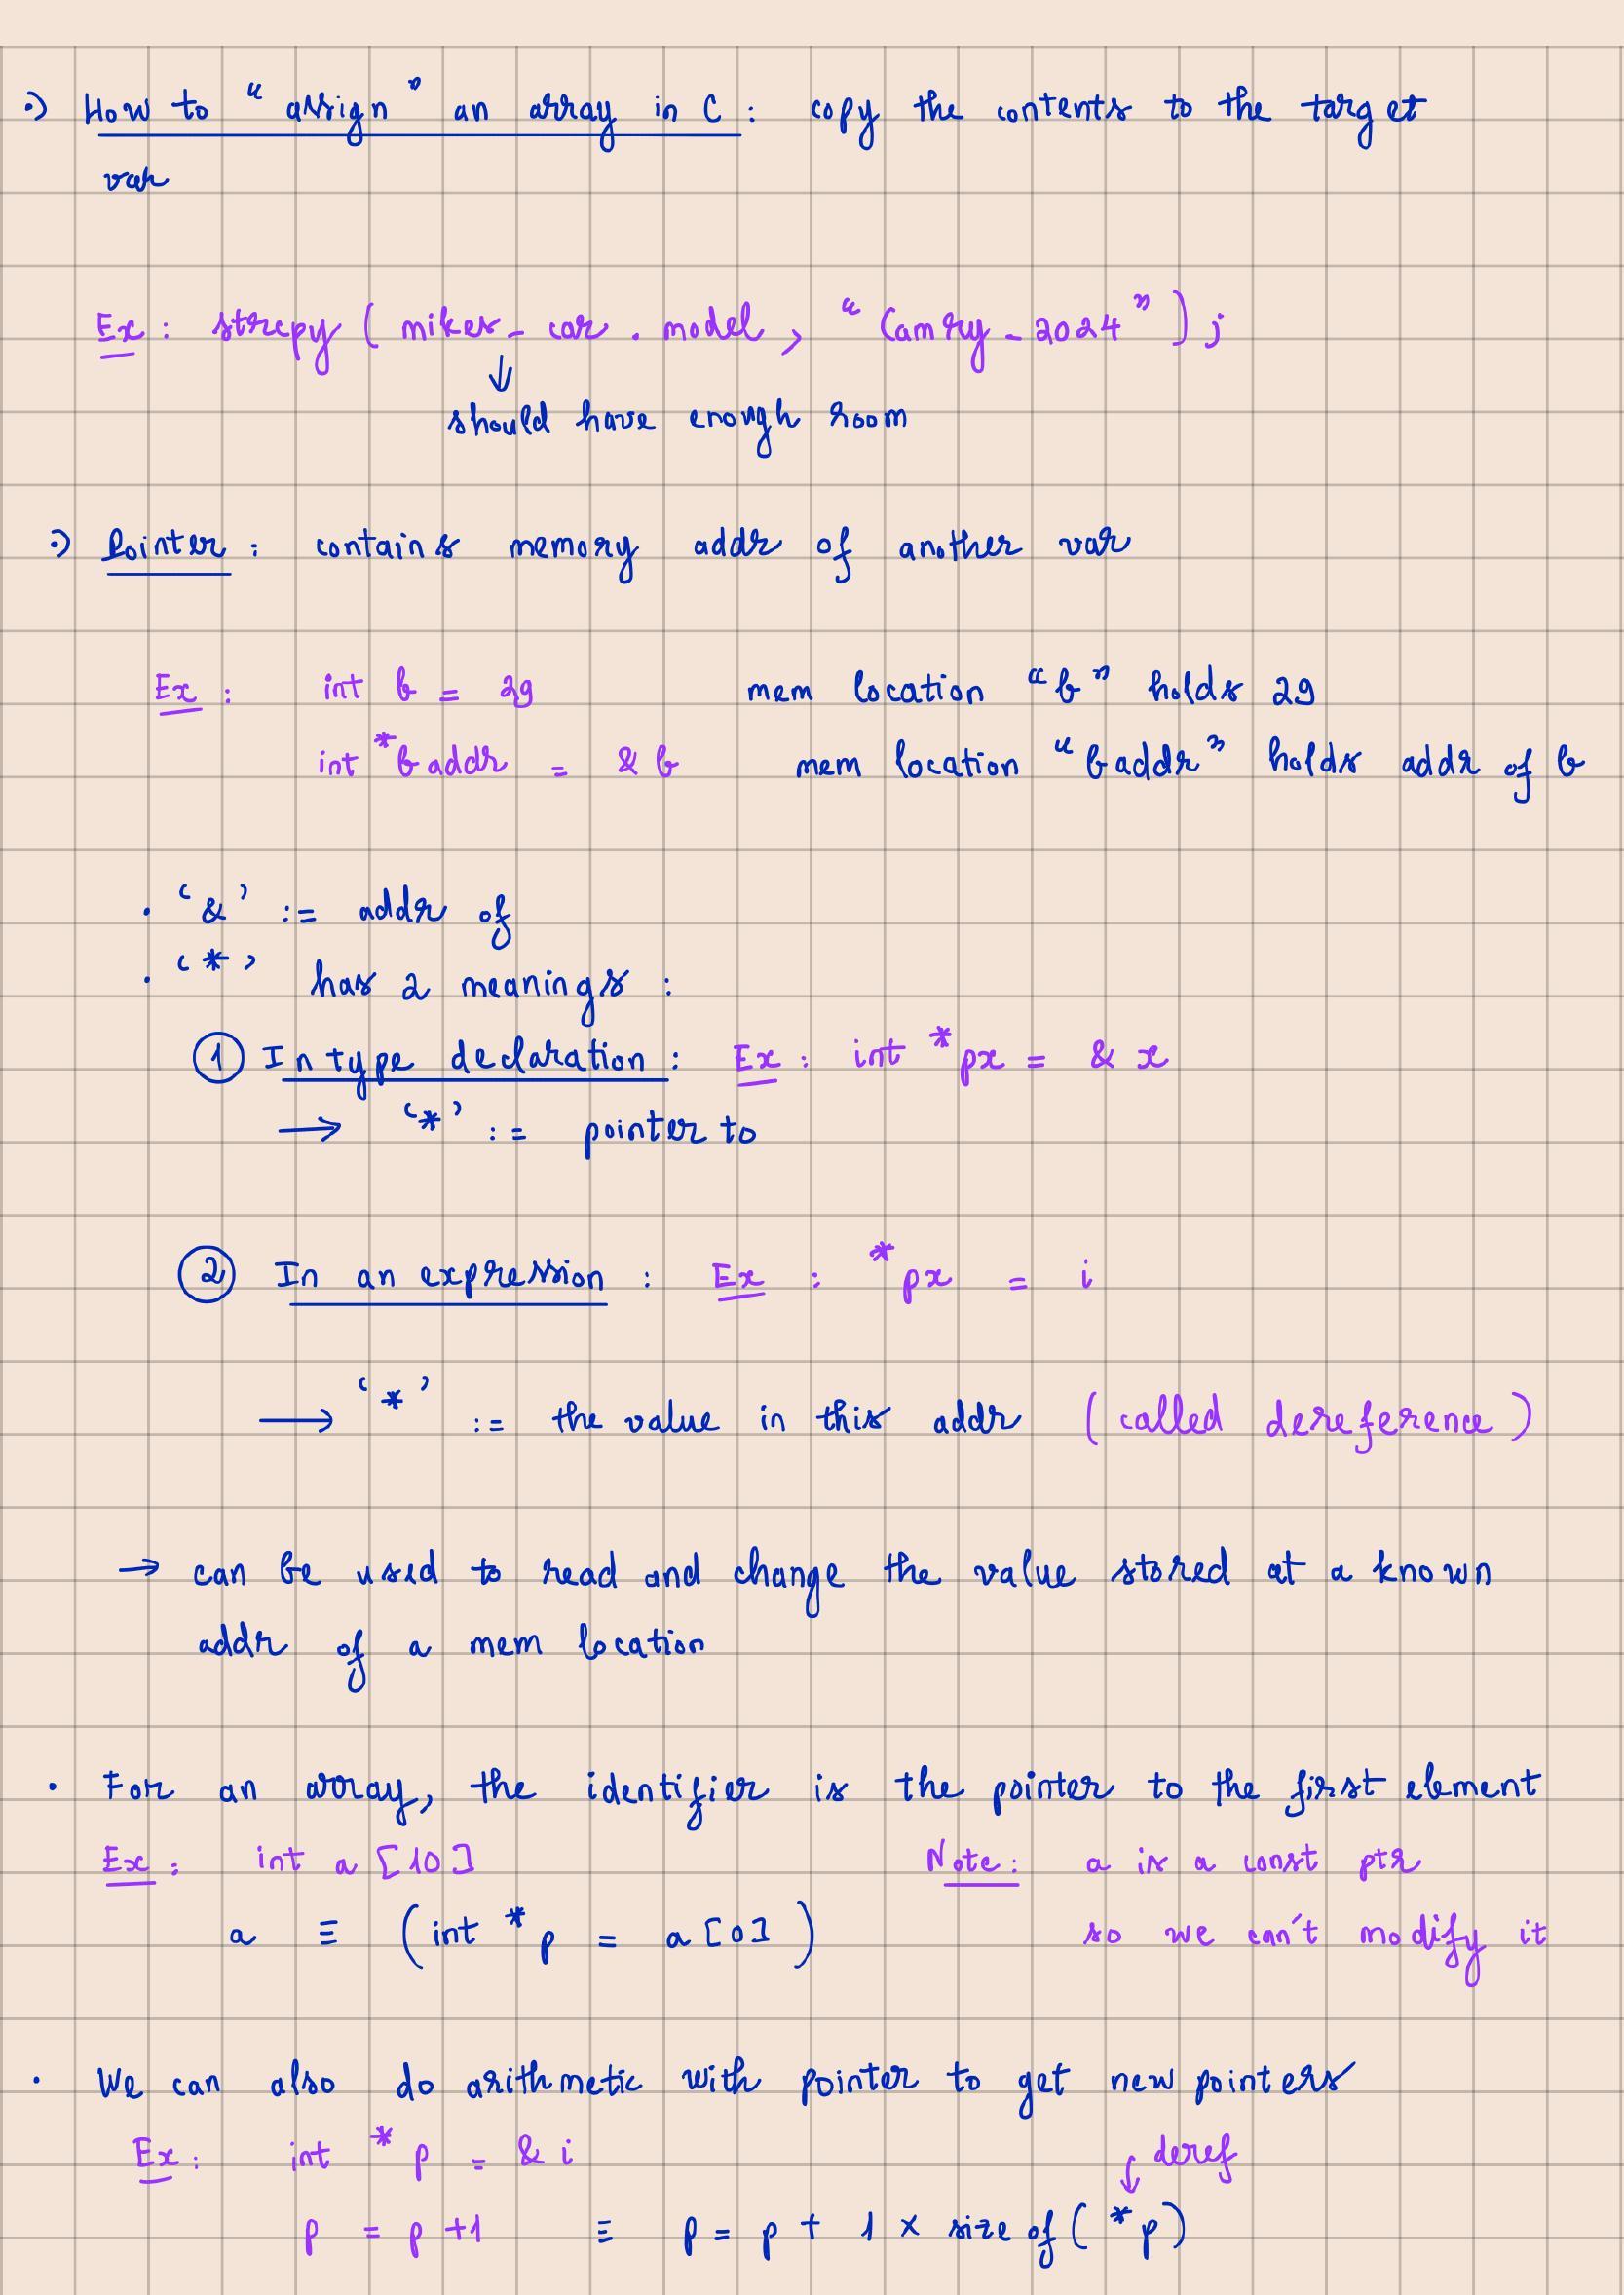 :) How to "assign" an array in C : copy the contents to the target
var
Ex : strcpy ( mikes_car . model , "Camry_2024" ) ;
↓
should have enough room
:) Pointer : contains memory addr of another var
Ex : int b = 29 mem location "b" holds 29
int *baddr = &b mem location "baddr" holds addr of b
• '&' := addr of
• '*' has 2 meanings :
① In type declaration : Ex : int *px = &x
→ '*' := pointer to
② In an expression : Ex : *px = i
→ '*' := the value in this addr (called dereference)
→ can be used to read and change the value stored at a known
addr of a mem location
• For an array, the identifier is the pointer to the first element
Ex : int a [10] Note : a is a const ptr
a ≡ (int *p = a[0]) so we can't modify it
• We can also do arithmetic with pointer to get new pointers
Ex : int *p = &i ↓ deref
p = p+1 ≡ p = p + 1 × size of (*p)